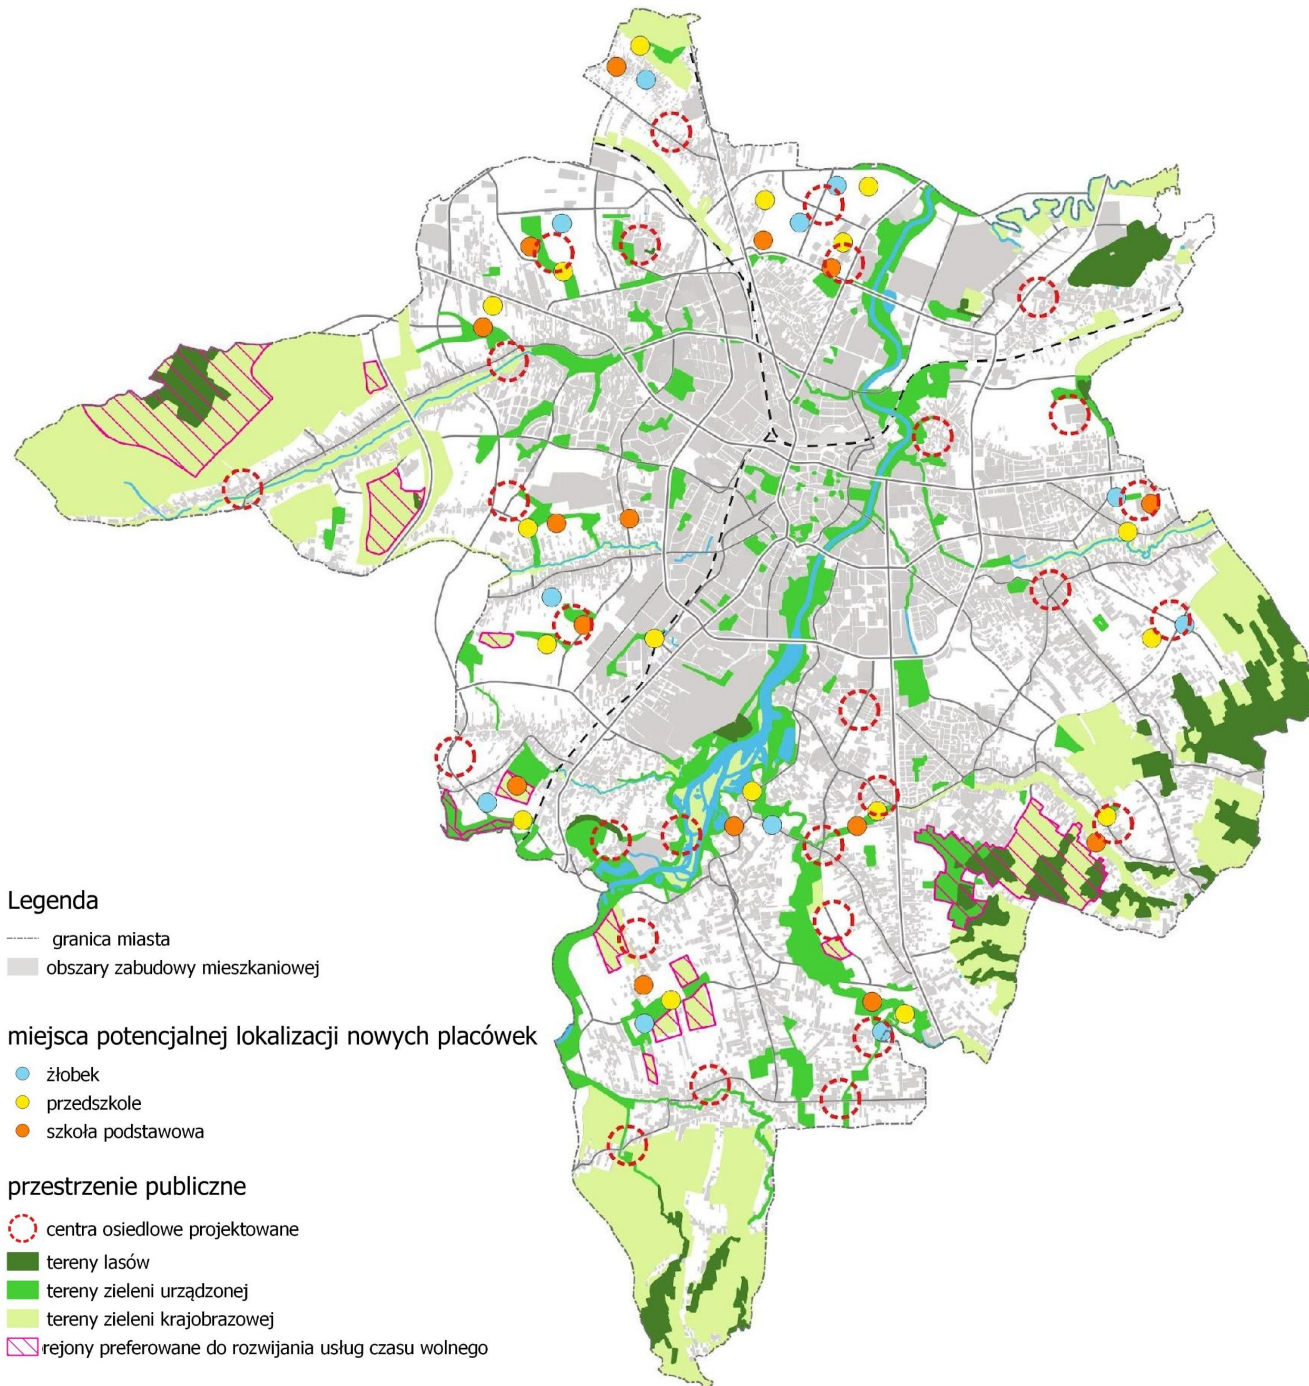 Legenda
granica miasta
obszary zabudowy mieszkaniowej
miejsca potencjalnej lokalizacji nowych placówek
żłobek
przedszkole
szkoła podstawowa
przestrzenie publiczne
centra osiedlowe projektowane
tereny lasów
tereny zieleni urządzonej
tereny zieleni krajobrazowej
rejony preferowane do rozwijania usług czasu wolnego